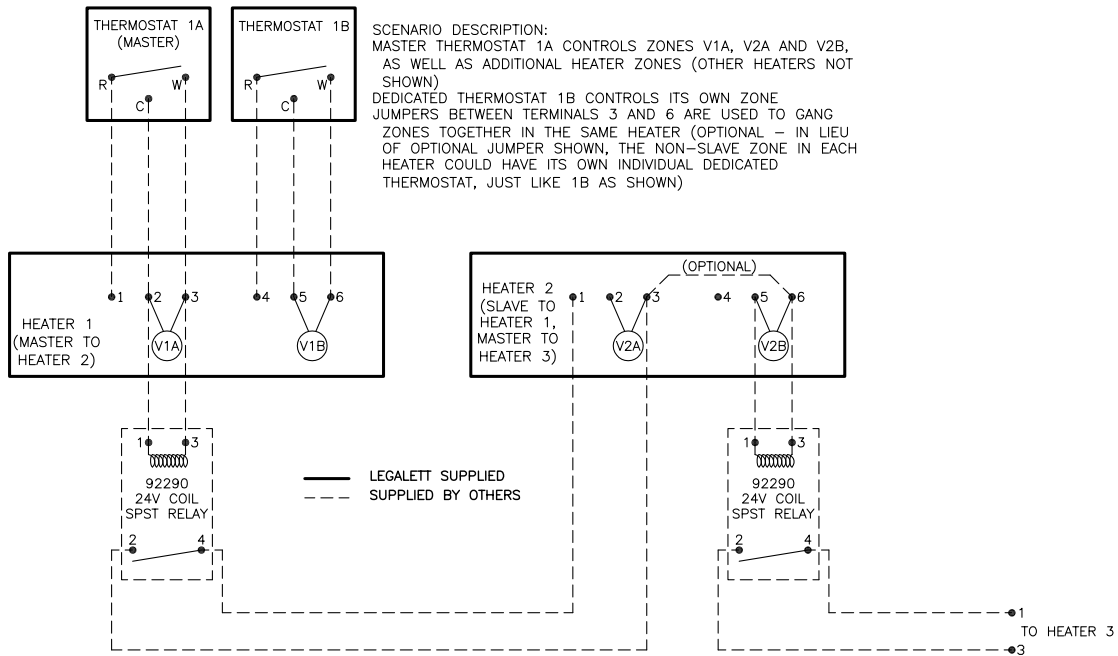 THERMOSTAT 1A
(MASTER)
R
W
C
THERMOSTAT 1B
R
W
C
SCENARIO DESCRIPTION:
MASTER THERMOSTAT 1A CONTROLS ZONES V1A, V2A AND V2B,
AS WELL AS ADDITIONAL HEATER ZONES (OTHER HEATERS NOT
SHOWN)
DEDICATED THERMOSTAT 1B CONTROLS ITS OWN ZONE
JUMPERS BETWEEN TERMINALS 3 AND 6 ARE USED TO GANG
ZONES TOGETHER IN THE SAME HEATER (OPTIONAL – IN LIEU
OF OPTIONAL JUMPER SHOWN, THE NON–SLAVE ZONE IN EACH
HEATER COULD HAVE ITS OWN INDIVIDUAL DEDICATED
THERMOSTAT, JUST LIKE 1B AS SHOWN)
HEATER 1
(MASTER TO
HEATER 2)
1
2
3
4
5
6
V1A
V1B
HEATER 2
(SLAVE TO
HEATER 1,
MASTER TO
HEATER 3)
(OPTIONAL)
1
2
3
4
5
6
V2A
V2B
1
3
92290
24V COIL
SPST RELAY
2
4
LEGALETT SUPPLIED
SUPPLIED BY OTHERS
1
3
92290
24V COIL
SPST RELAY
2
4
1
TO HEATER 3
3